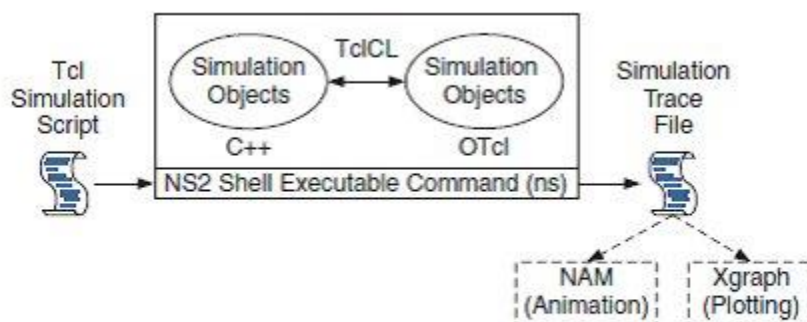 Tcl
Simulation
Script
TclCL
Simulation
Objects
C++
Simulation
Objects
OTcl
NS2 Shell Executable Command (ns)
Simulation
Trace
File
NAM
(Animation)
Xgraph
(Plotting)